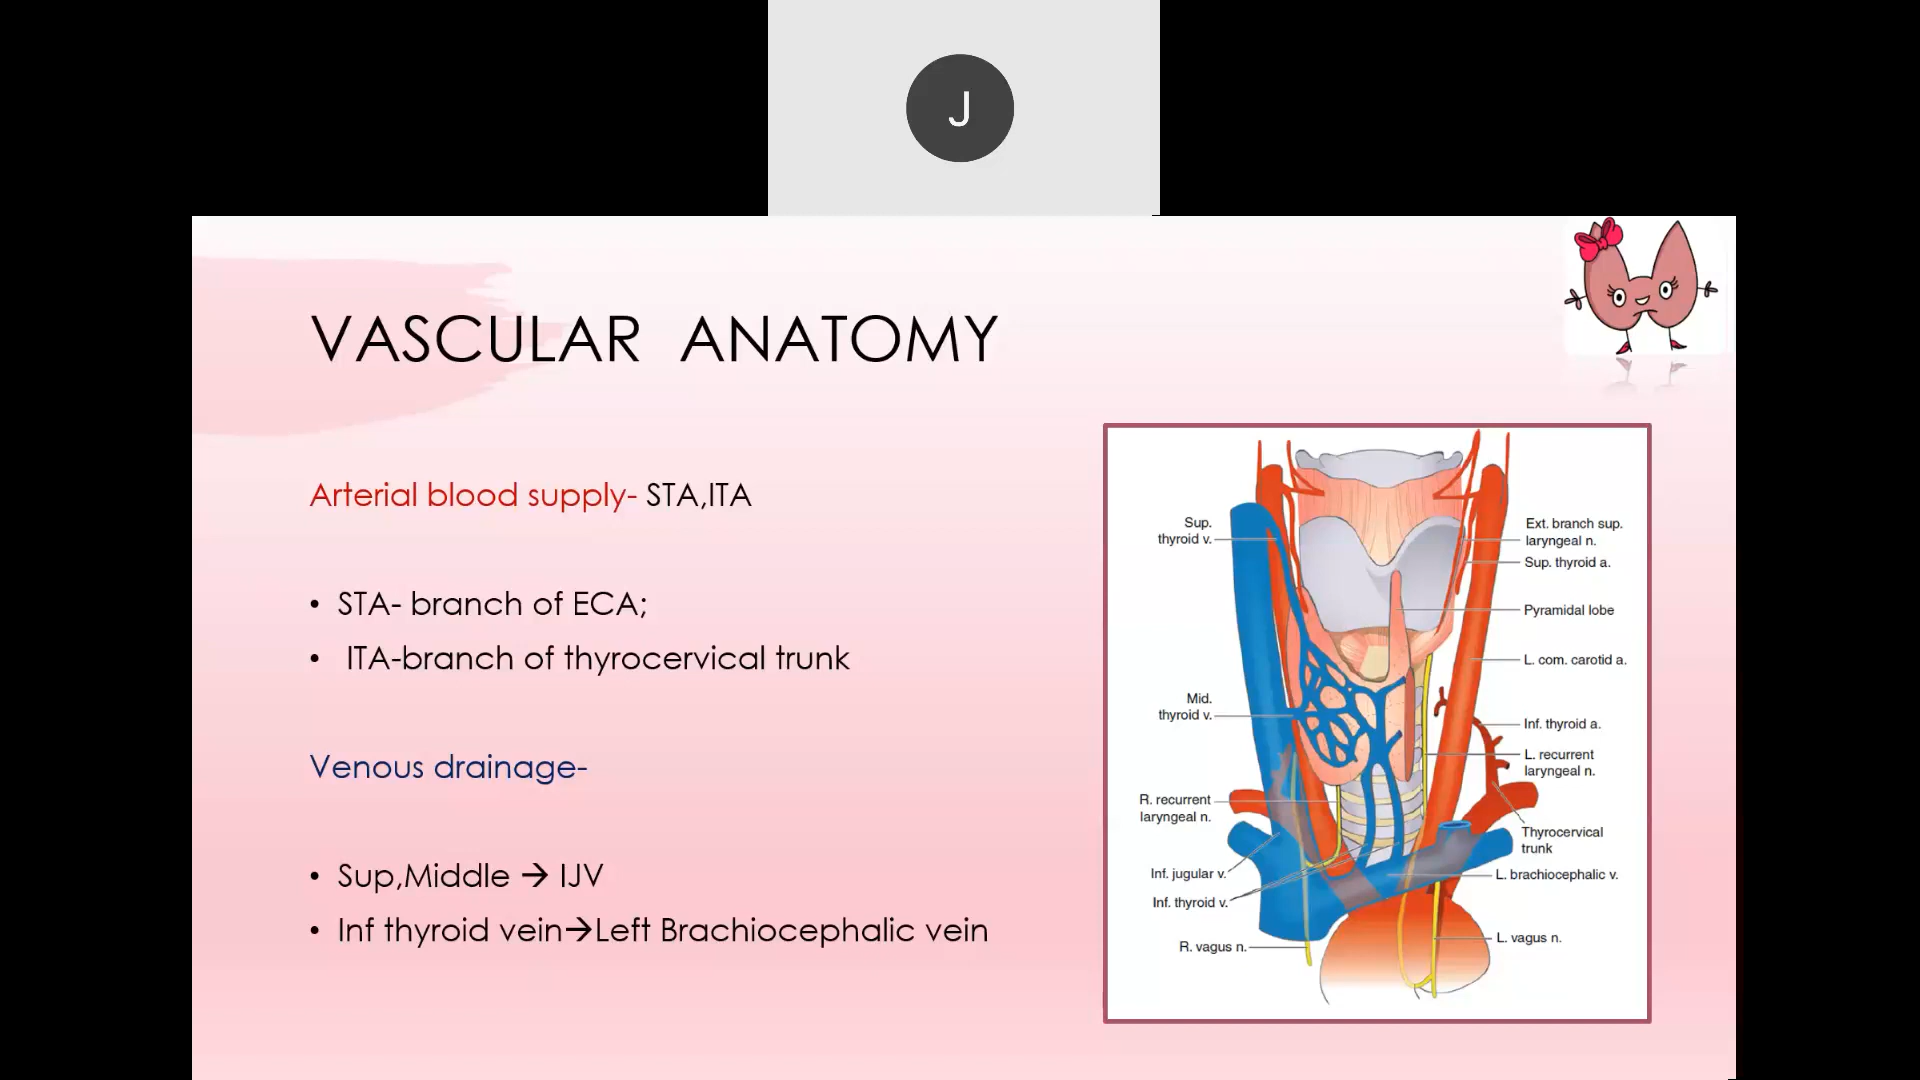 J
VASCULAR ANATOMY
Arterial blood supply- STA,ITA
• STA- branch of ECA;
• ITA-branch of thyrocervical trunk
Venous drainage-
• Sup,Middle → IJV
• Inf thyroid vein→Left Brachiocephalic vein
Sup.
thyroid v.
Mid.
thyroid v.
R. recurrent
laryngeal n.
Inf. jugular v.
Inf. thyroid v.
R. vagus n.
Ext. branch sup.
laryngeal n.
Sup. thyroid a.
Pyramidal lobe
L. com. carotid a.
Inf. thyroid a.
L. recurrent
laryngeal n.
Thyrocervical
trunk
L. brachiocephalic v.
L. vagus n.